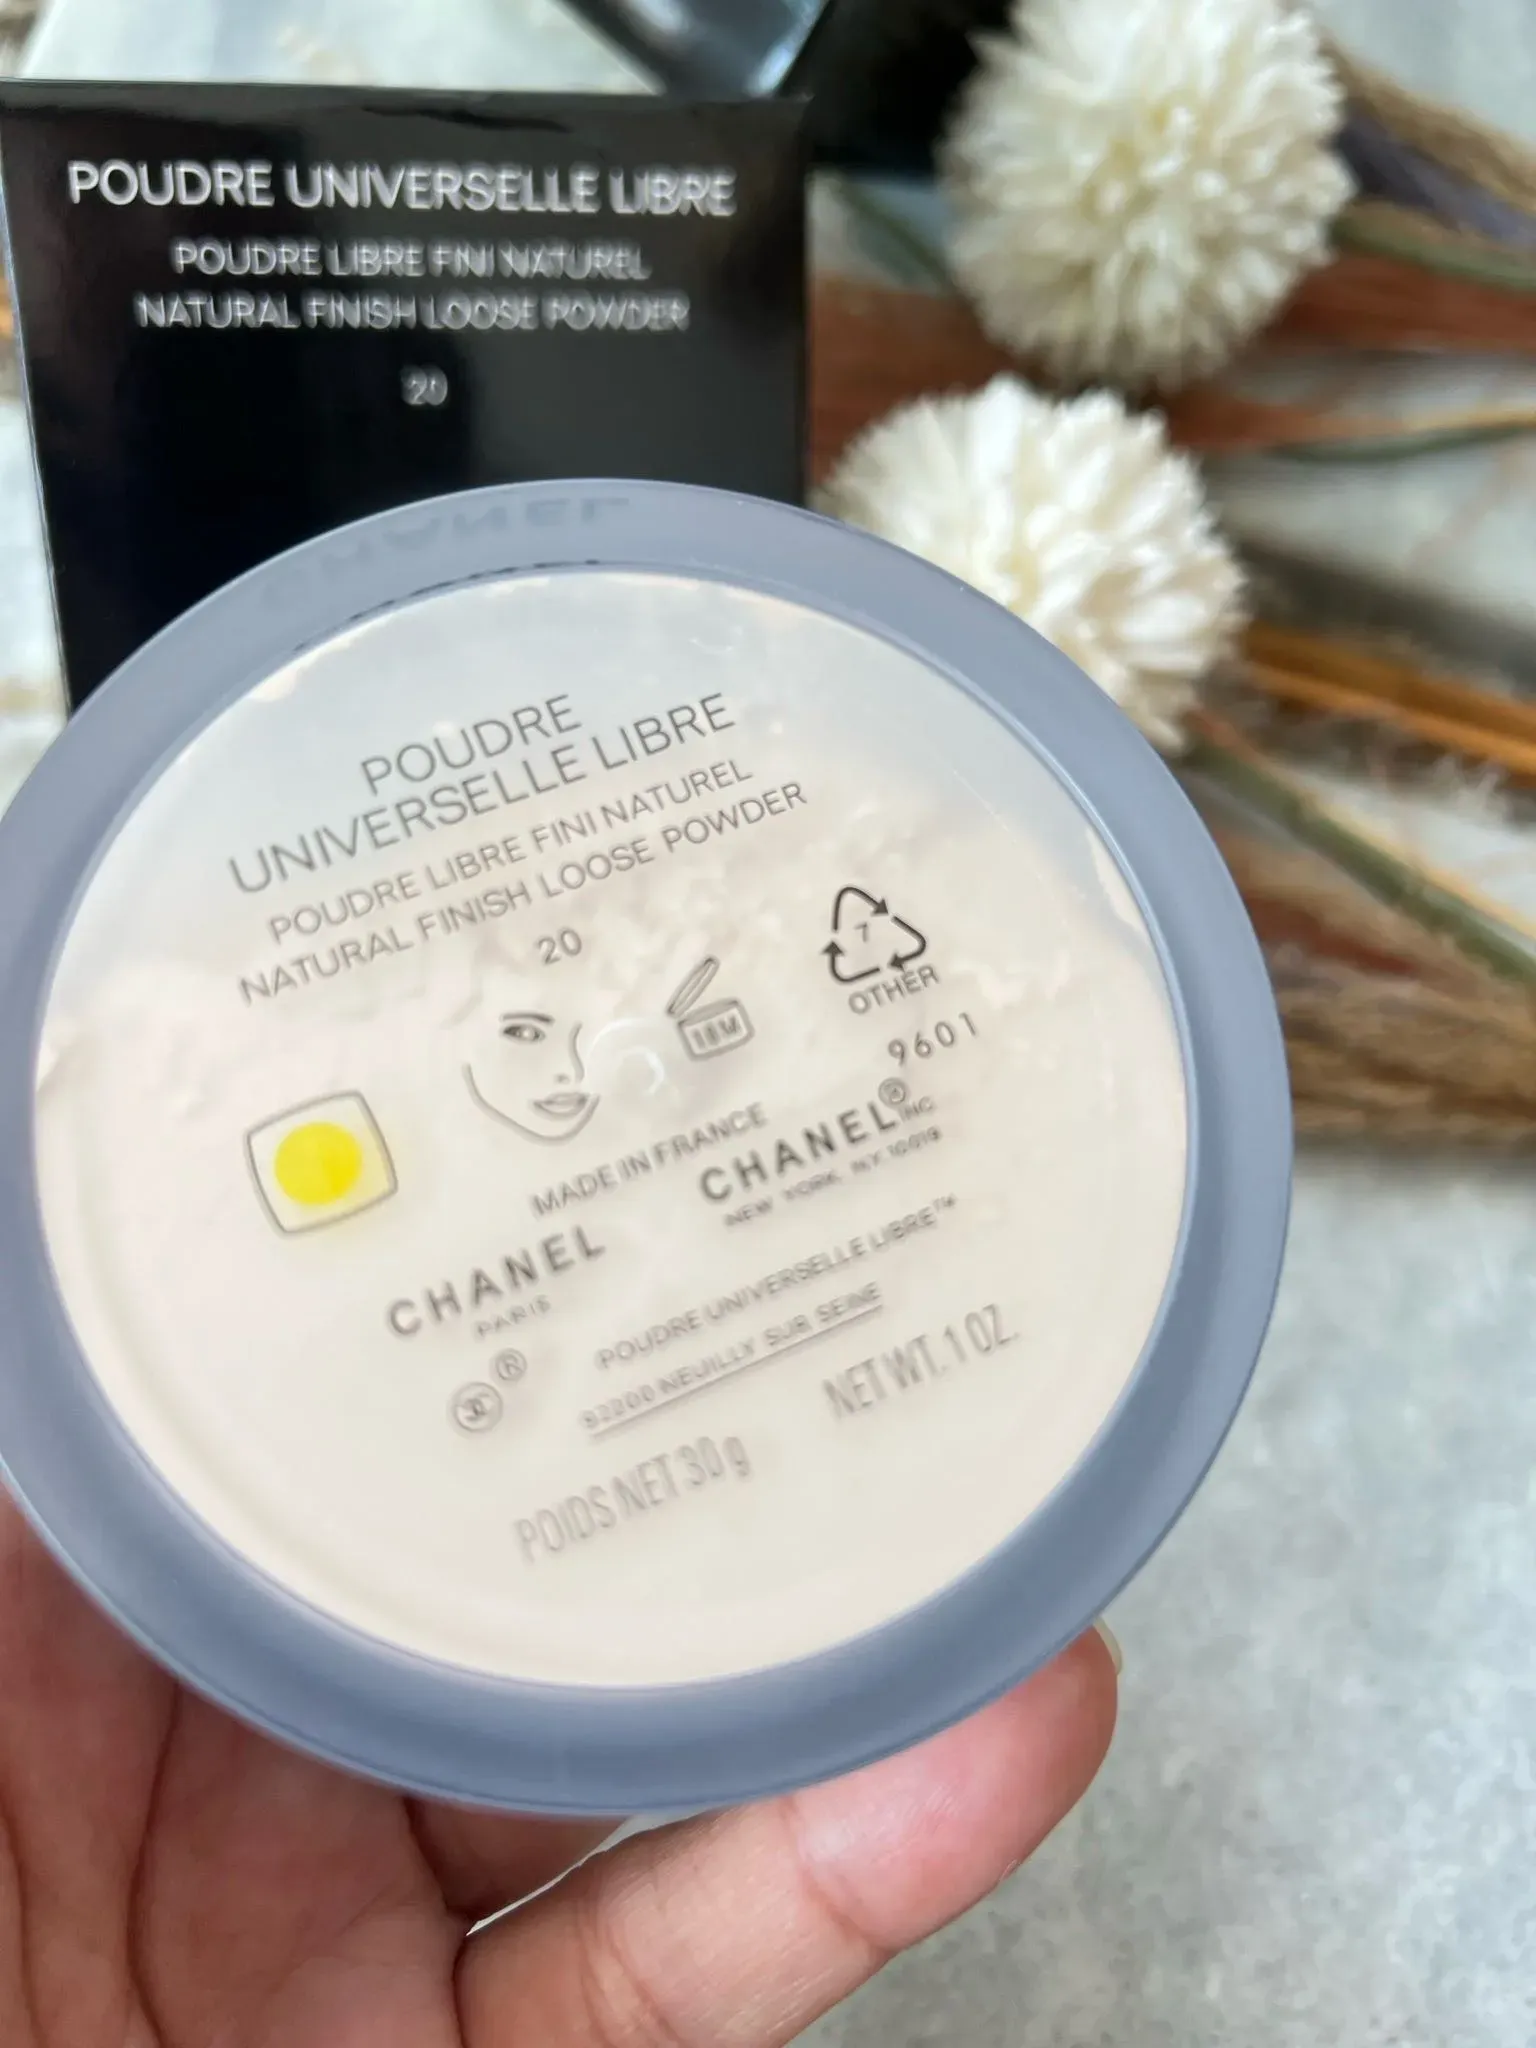 POUDRE UNIVERSELLE LIBRE
POUDRE LIBRE FINI NATUREL
NATURAL FINISH LOOSE POWDER
20
CHANEL
POUDRE
UNIVERSELLE LIBRE
POUDRE LIBRE FINI NATUREL
NATURAL FINISH LOOSE POWDER
20
7
OTHER
18M
9601
MADE IN FRANCE
CHANEL
PARIS
®
CHANEL® INC
NEW YORK, N.Y. 10019
POUDRE UNIVERSELLE LIBRE™
92200 NEUILLY SUR SEINE
POIDS NET 30 g
NET WT. 1 OZ.